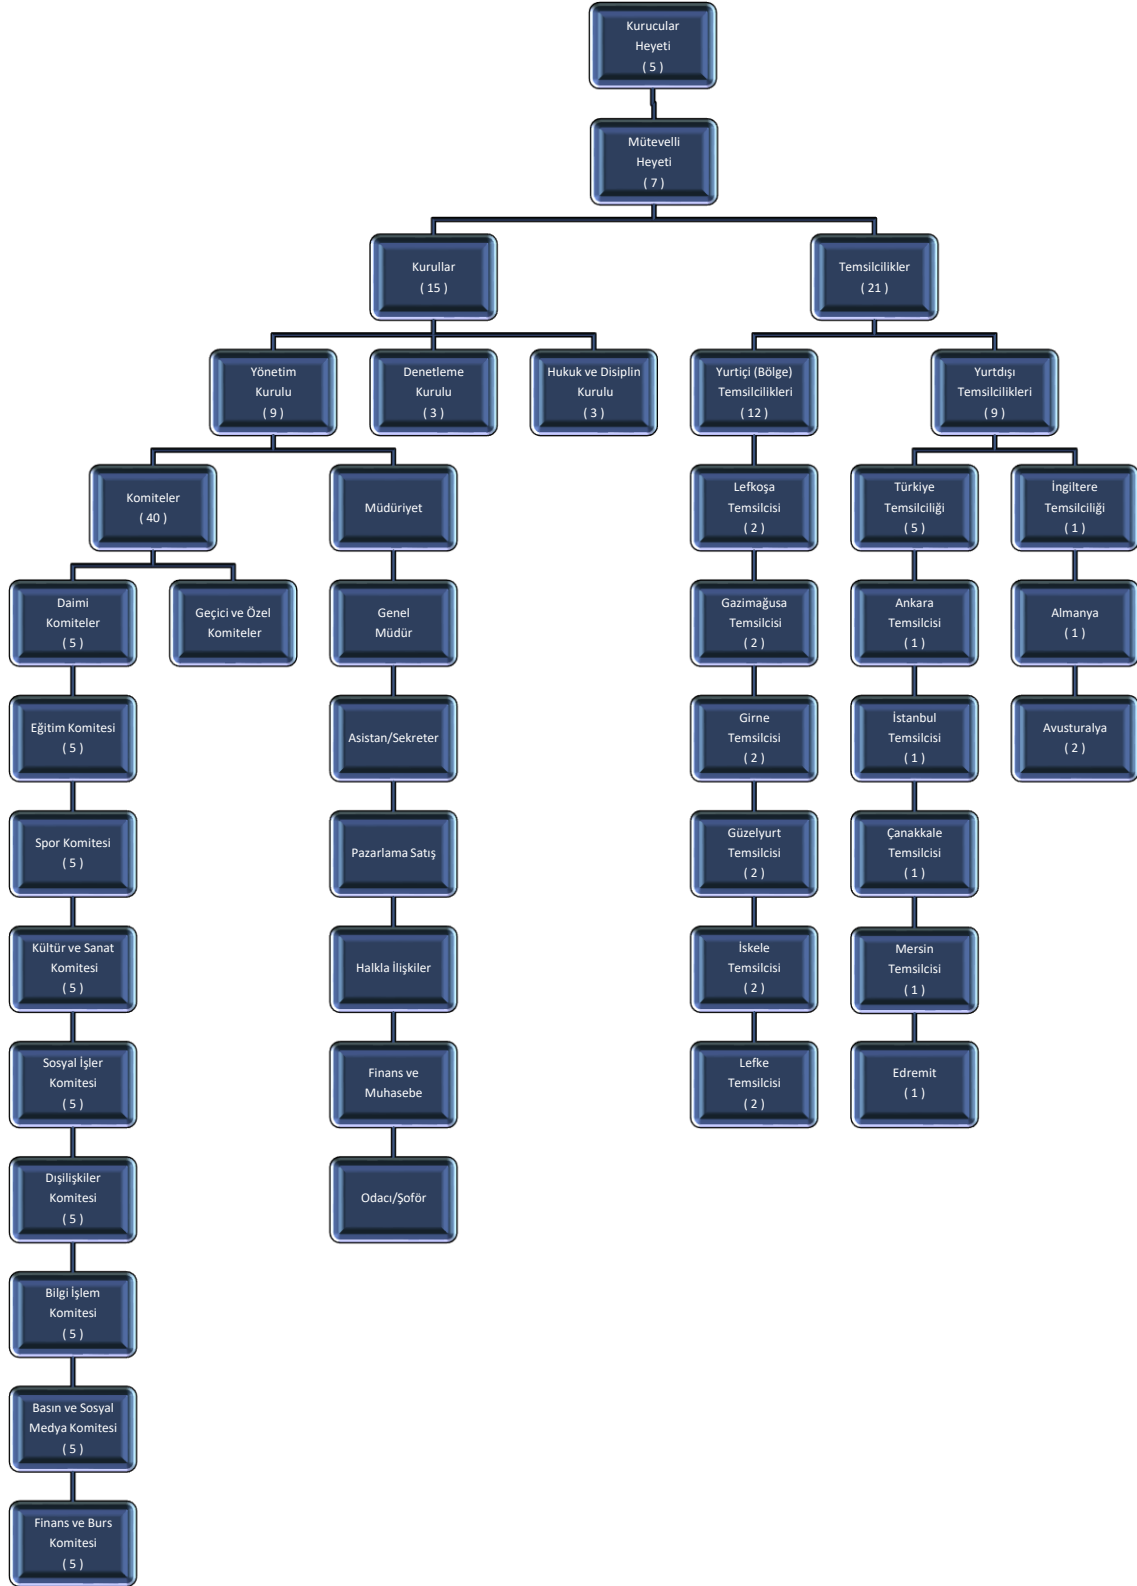 Kurucular
Heyeti
( 5 )
Mütevelli
Heyeti
( 7 )
Kurullar
( 15 )
Temsilcilikler
( 21 )
Yönetim
Kurulu
( 9 )
Denetleme
Kurulu
( 3 )
Hukuk ve Disiplin
Kurulu
( 3 )
Yurtiçi (Bölge)
Temsilcilikleri
( 12 )
Yurtdışı
Temsilcilikleri
( 9 )
Komiteler
( 40 )
Müdüriyet
Lefkoşa
Temsilcisi
( 2 )
Türkiye
Temsilciliği
( 5 )
İngiltere
Temsilciliği
( 1 )
Daimi
Komiteler
( 5 )
Geçici ve Özel
Komiteler
Genel
Müdür
Gazimağusa
Temsilcisi
( 2 )
Ankara
Temsilcisi
( 1 )
Almanya
( 1 )
Eğitim Komitesi
( 5 )
Asistan/Sekreter
Girne
Temsilcisi
( 2 )
İstanbul
Temsilcisi
( 1 )
Avusturalya
( 2 )
Spor Komitesi
( 5 )
Pazarlama Satış
Güzelyurt
Temsilcisi
( 2 )
Çanakkale
Temsilcisi
( 1 )
Kültür ve Sanat
Komitesi
( 5 )
Halkla İlişkiler
İskele
Temsilcisi
( 2 )
Mersin
Temsilcisi
( 1 )
Sosyal İşler
Komitesi
( 5 )
Finans ve
Muhasebe
Lefke
Temsilcisi
( 2 )
Edremit
( 1 )
Dışilişkiler
Komitesi
( 5 )
Odacı/Şoför
Bilgi İşlem
Komitesi
( 5 )
Basın ve Sosyal
Medya Komitesi
( 5 )
Finans ve Burs
Komitesi
( 5 )